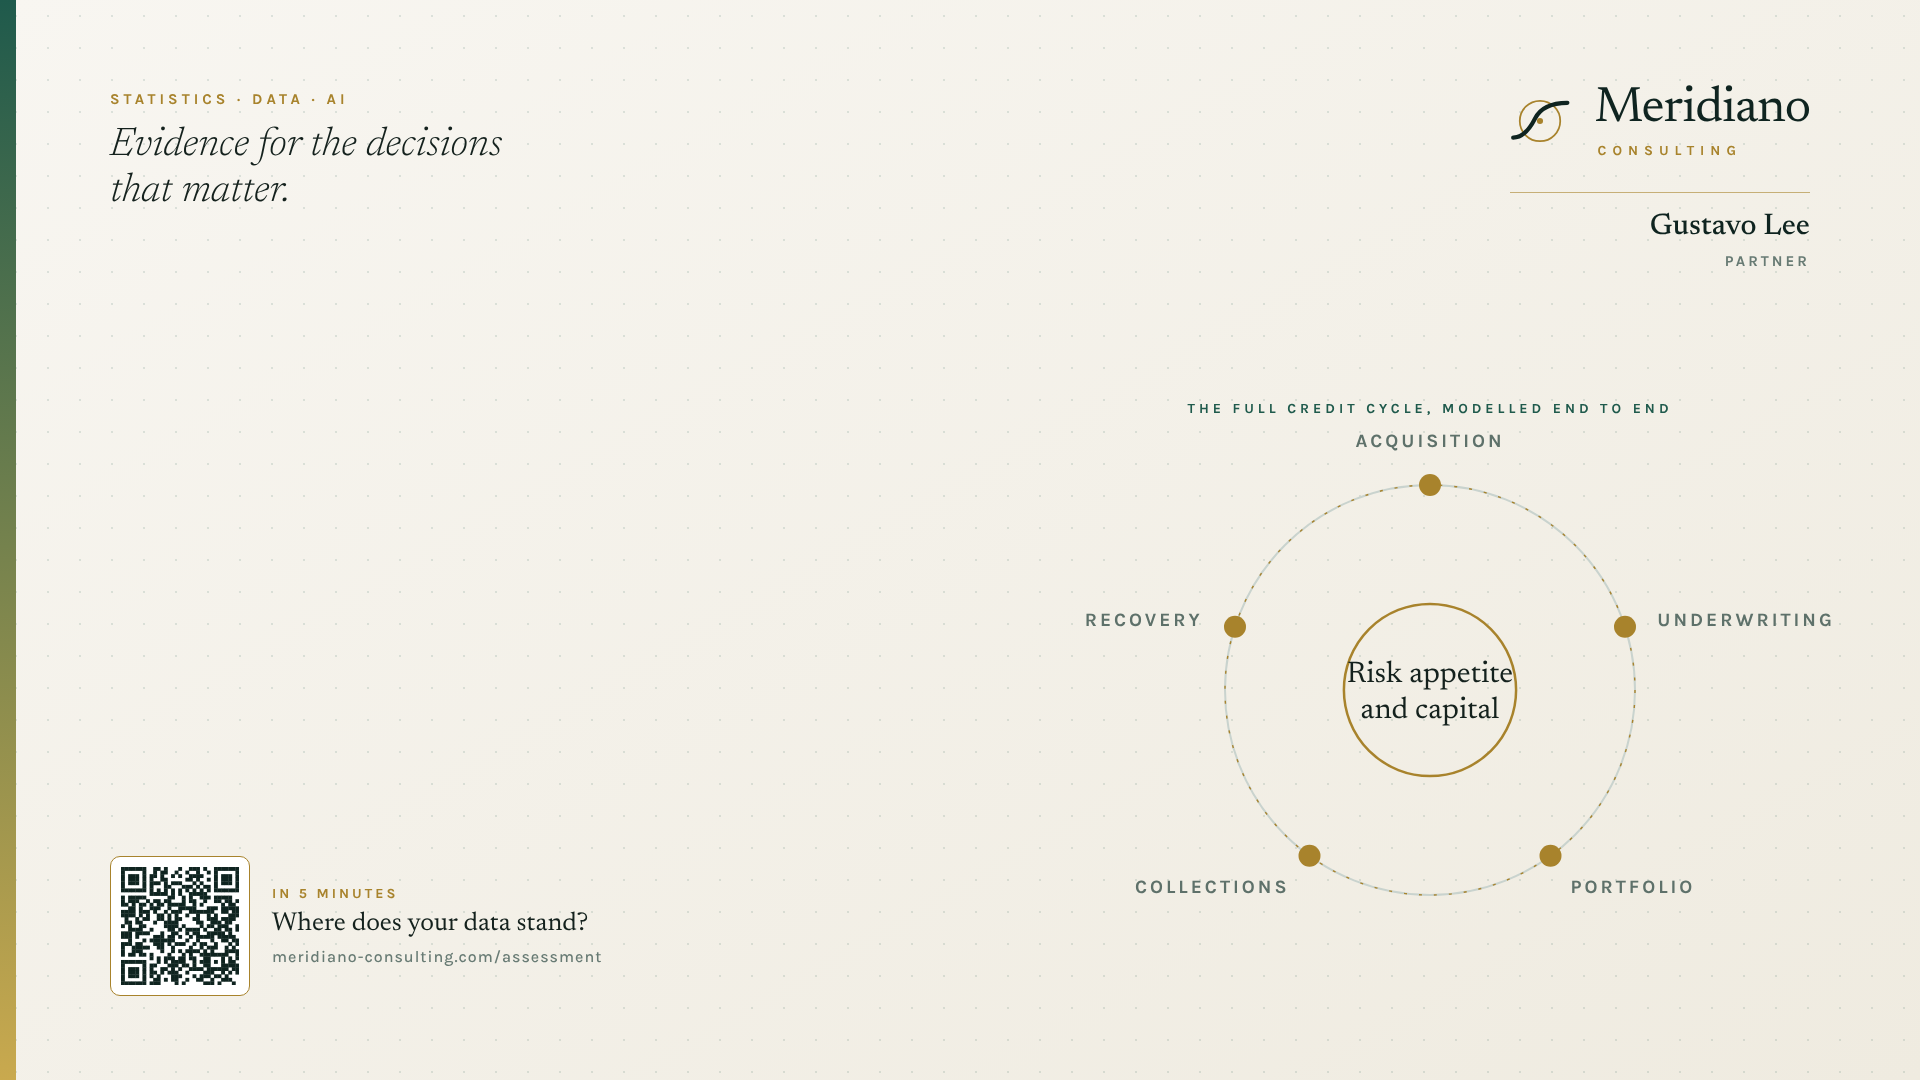 STATISTICS · DATA · AI
Evidence for the decisions
that matter.
Meridiano
CONSULTING
Gustavo Lee
PARTNER
THE FULL CREDIT CYCLE, MODELLED END TO END
ACQUISITION
RECOVERY
UNDERWRITING
Risk appetite
and capital
COLLECTIONS
PORTFOLIO
IN 5 MINUTES
Where does your data stand?
meridiano-consulting.com/assessment